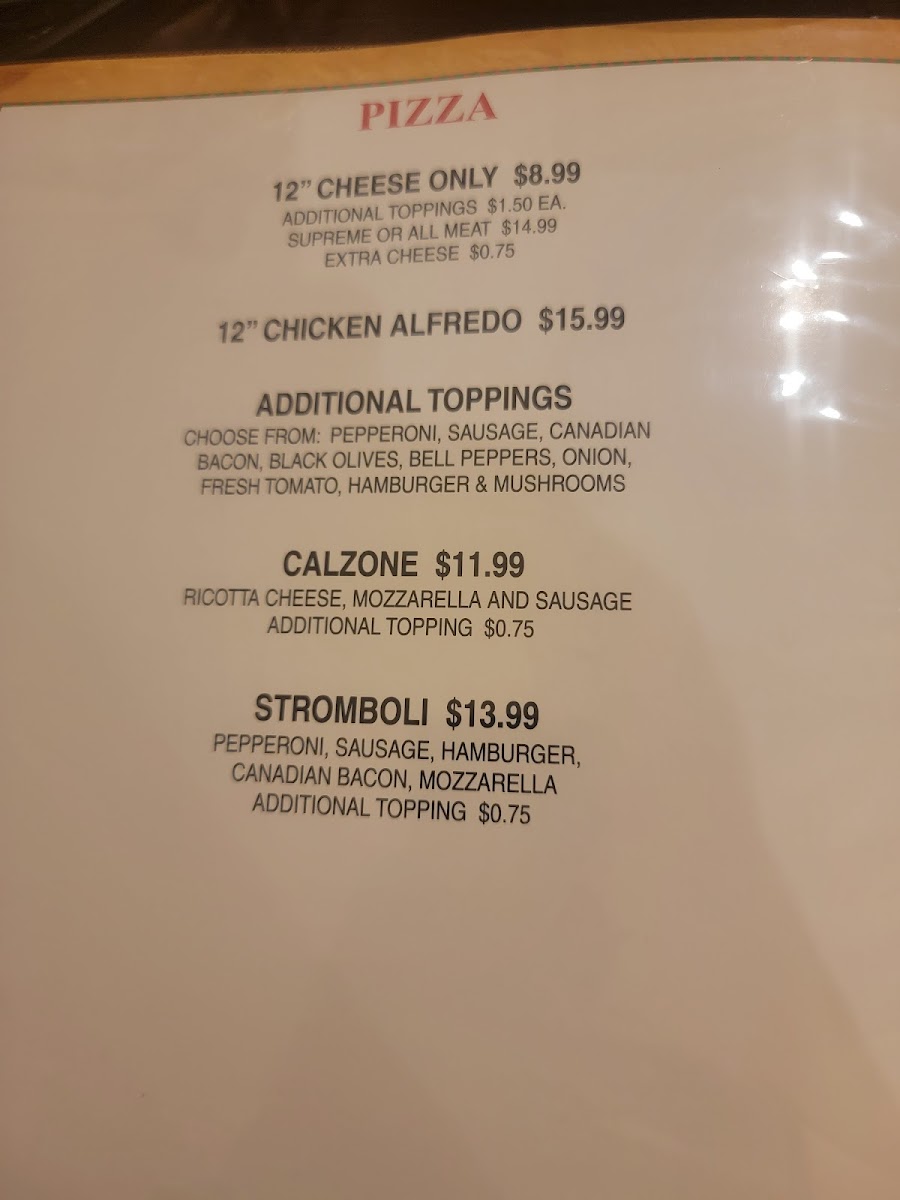 PIZZA
12” CHEESE ONLY $8.99
ADDITIONAL TOPPINGS $1.50 EA.
SUPREME OR ALL MEAT $14.99
EXTRA CHEESE $0.75
12” CHICKEN ALFREDO $15.99
ADDITIONAL TOPPINGS
CHOOSE FROM: PEPPERONI, SAUSAGE, CANADIAN
BACON, BLACK OLIVES, BELL PEPPERS, ONION,
FRESH TOMATO, HAMBURGER & MUSHROOMS
CALZONE $11.99
RICOTTA CHEESE, MOZZARELLA AND SAUSAGE
ADDITIONAL TOPPING $0.75
STROMBOLI $13.99
PEPPERONI, SAUSAGE, HAMBURGER,
CANADIAN BACON, MOZZARELLA
ADDITIONAL TOPPING $0.75